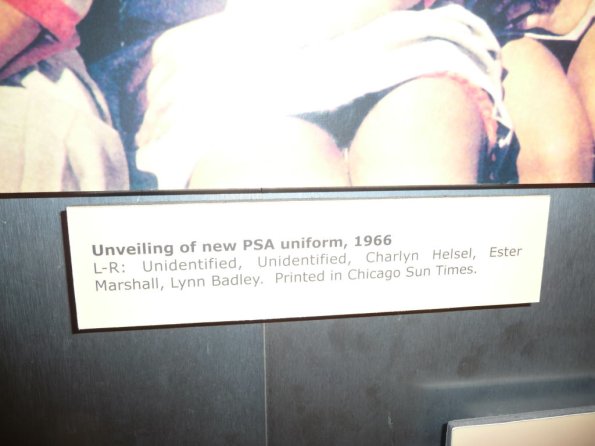 Unveiling of new PSA uniform, 1966
L-R: Unidentified, Unidentified, Charlyn Helsel, Ester
Marshall, Lynn Badley. Printed in Chicago Sun Times.